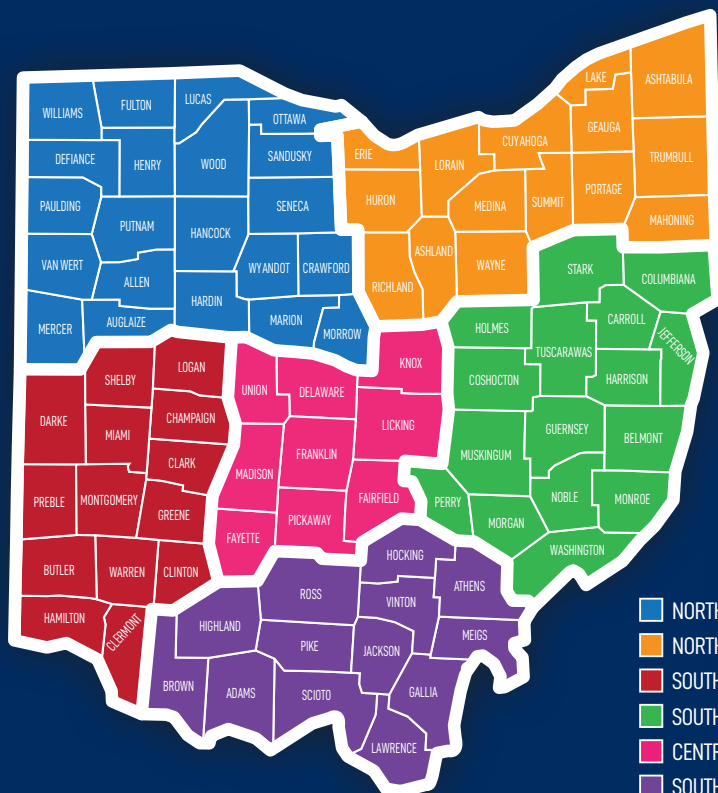 WILLIAMS
FULTON
LUCAS
OTTAWA
DEFIANCE
HENRY
WOOD
SANDUSKY
PAULDING
PUTNAM
HANCOCK
SENECA
VAN WERT
ALLEN
WYANDOT
CRAWFORD
MERCER
AUGLAIZE
HARDIN
MARION
MORROW
ERIE
LORAIN
CUYAHOGA
LAKE
GEAUGA
ASHTABULA
HURON
MEDINA
SUMMIT
PORTAGE
TRUMBULL
MAHONING
RICHLAND
ASHLAND
WAYNE
STARK
COLUMBIANA
HOLMES
TUSCARAWAS
CARROLL
JEFFERSON
COSHOCTON
HARRISON
MUSKINGUM
GUERNSEY
BELMONT
PERRY
MORGAN
NOBLE
MONROE
WASHINGTON
LOGAN
SHELBY
DARKE
MIAMI
CHAMPAIGN
CLARK
PREBLE
MONTGOMERY
GREENE
BUTLER
WARREN
CLINTON
HAMILTON
CLERMONT
UNION
DELAWARE
KNOX
LICKING
MADISON
FRANKLIN
FAIRFIELD
FAYETTE
PICKAWAY
HOCKING
ROSS
VINTON
ATHENS
HIGHLAND
PIKE
JACKSON
MEIGS
BROWN
ADAMS
SCIOTO
GALLIA
LAWRENCE
NORTH
NORTH
SOUTH
SOUTH
CENTR
SOUTH